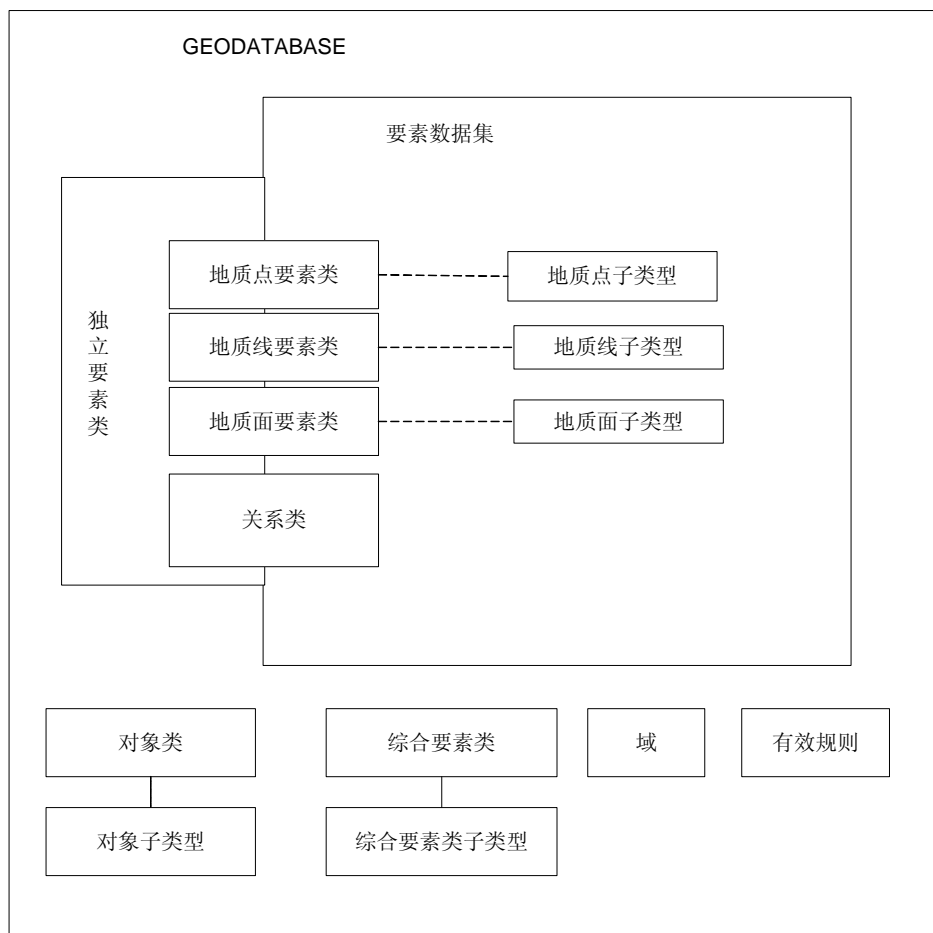 GEODATABASE
要素数据集
独立要素类
地质点要素类
地质点子类型
地质线要素类
地质线子类型
地质面要素类
地质面子类型
关系类
对象类
综合要素类
域
有效规则
对象子类型
综合要素类子类型